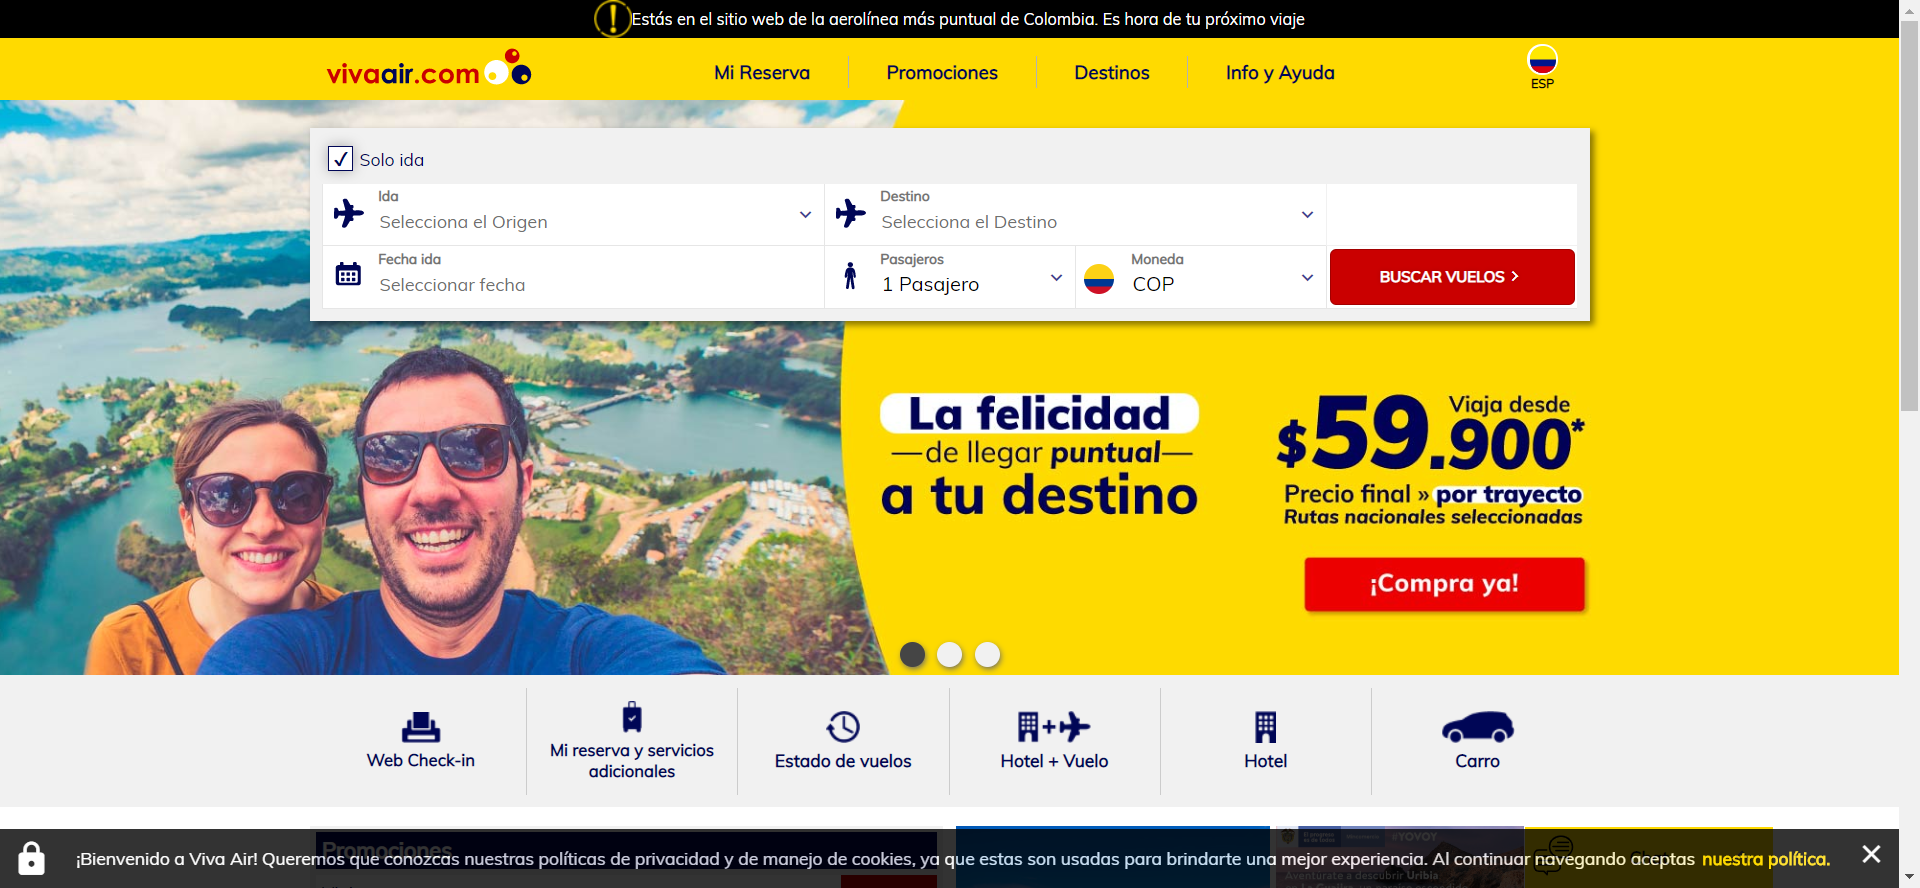 Estás en el sitio web de la aerolínea más puntual de Colombia. Es hora de tu próximo viaje
vivaair.com
Mi Reserva
Promociones
Destinos
Info y Ayuda
ESP
Solo ida
Ida
Selecciona el Origen
Destino
Selecciona el Destino
Fecha ida
Seleccionar fecha
Pasajeros
1 Pasajero
Moneda
COP
BUSCAR VUELOS
La felicidad
de llegar puntual
a tu destino
Viaja desde
$59.900*
Precio final » por trayecto
Rutas nacionales seleccionadas
¡Compra ya!
Web Check-in
Mi reserva y servicios
adicionales
Estado de vuelos
Hotel + Vuelo
Hotel
Carro
Promociones
#YOVOY
¡Bienvenido a Viva Air! Queremos que conozcas nuestras políticas de privacidad y de manejo de cookies, ya que estas son usadas para brindarte una mejor experiencia. Al continuar navegando aceptas nuestra política.
Aventúrate a descubrir Uribia